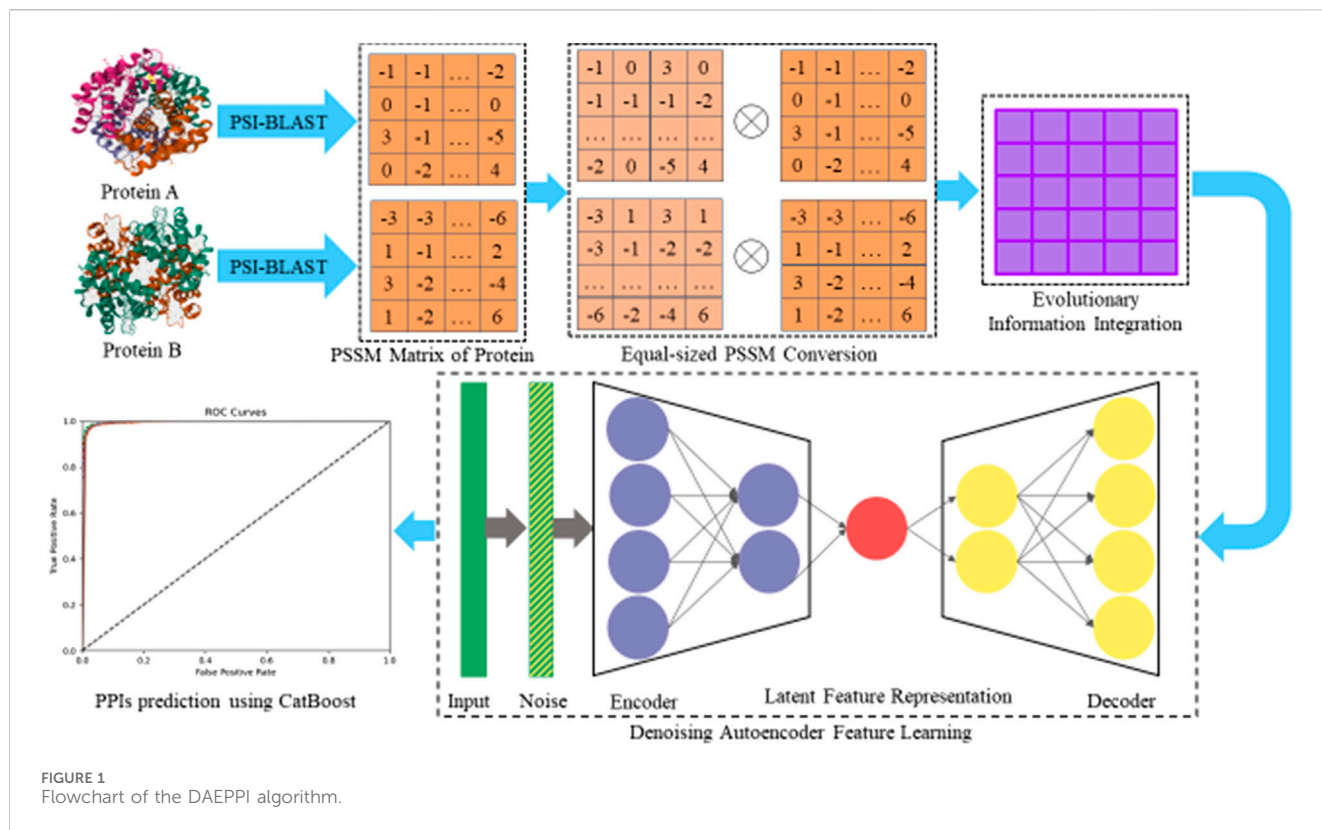 PSI-BLAST
Protein A
PSI-BLAST
Protein B
-1 -1 … -2
0 -1 … 0
3 -1 … -5
0 -2 … 4
-3 -3 … -6
1 -1 … 2
3 -2 … -4
1 -2 … 6
PSSM Matrix of Protein
-1 0 3 0
-1 -1 -1 -2
… … … …
-2 0 -5 4
-1 -1 … -2
0 -1 … 0
3 -1 … -5
0 -2 … 4
-3 1 3 1
-3 -1 -2 -2
… … … …
-6 -2 -4 6
-3 -3 … -6
1 -1 … 2
3 -2 … -4
1 -2 … 6
Equal-sized PSSM Conversion
Evolutionary
Information Integration
ROC Curves
True Positive Rate
1.0
0.8
0.6
0.4
0.2
0.0
0.0 0.2 0.4 0.6 0.8 1.0
False Positive Rate
PPIs prediction using CatBoost
Input
Noise
Encoder
Latent Feature Representation
Decoder
Denoising Autoencoder Feature Learning
FIGURE 1
Flowchart of the DAEPPI algorithm.